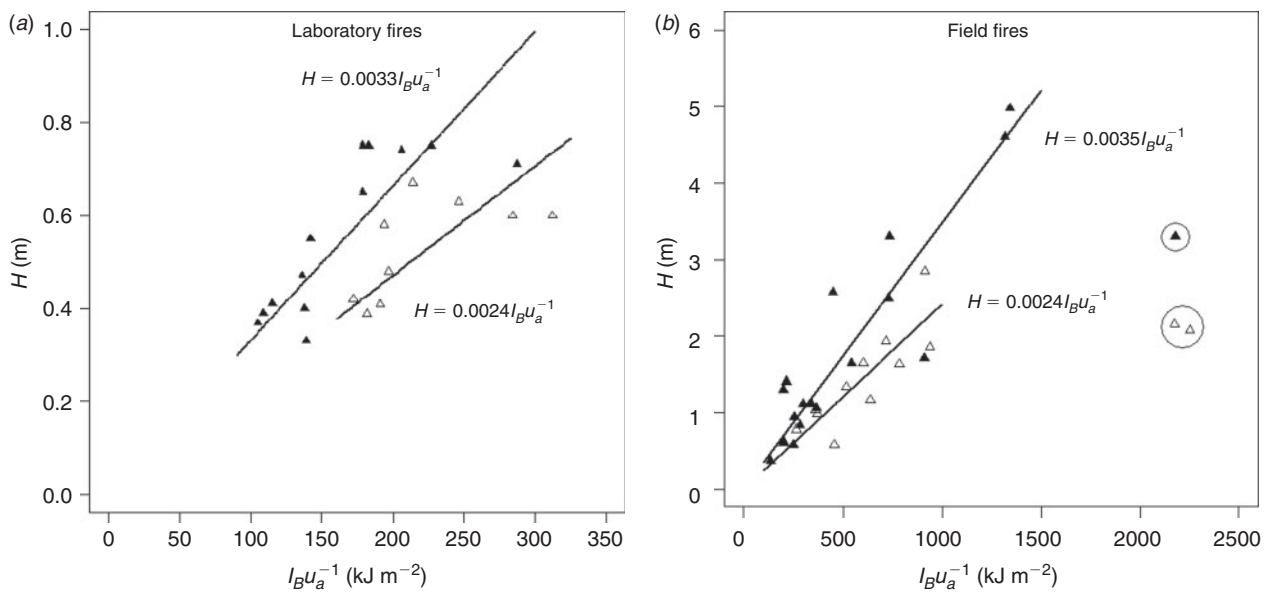 (a)
Laboratory fires
H = 0.0033I_B u_a^−1
H = 0.0024I_B u_a^−1
H (m)
1.0
0.8
0.6
0.4
0.2
0.0
0 50 100 150 200 250 300 350
I_B u_a^−1 (kJ m^−2)
(b)
Field fires
H = 0.0035I_B u_a^−1
H = 0.0024I_B u_a^−1
H (m)
6
5
4
3
2
1
0
0 500 1000 1500 2000 2500
I_B u_a^−1 (kJ m^−2)